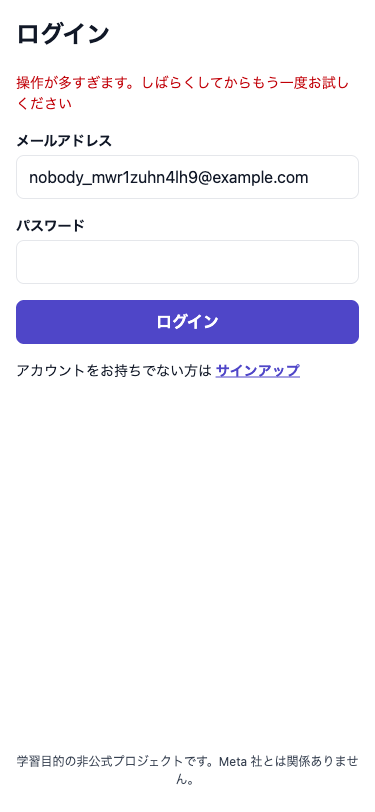 ログイン
操作が多すぎます。しばらくしてからもう一度お試し
ください
メールアドレス
nobody_mwr1zuhn4lh9@example.com
パスワード
ログイン
アカウントをお持ちでない方は サインアップ
学習目的の非公式プロジェクトです。Meta 社とは関係ありませ
ん。